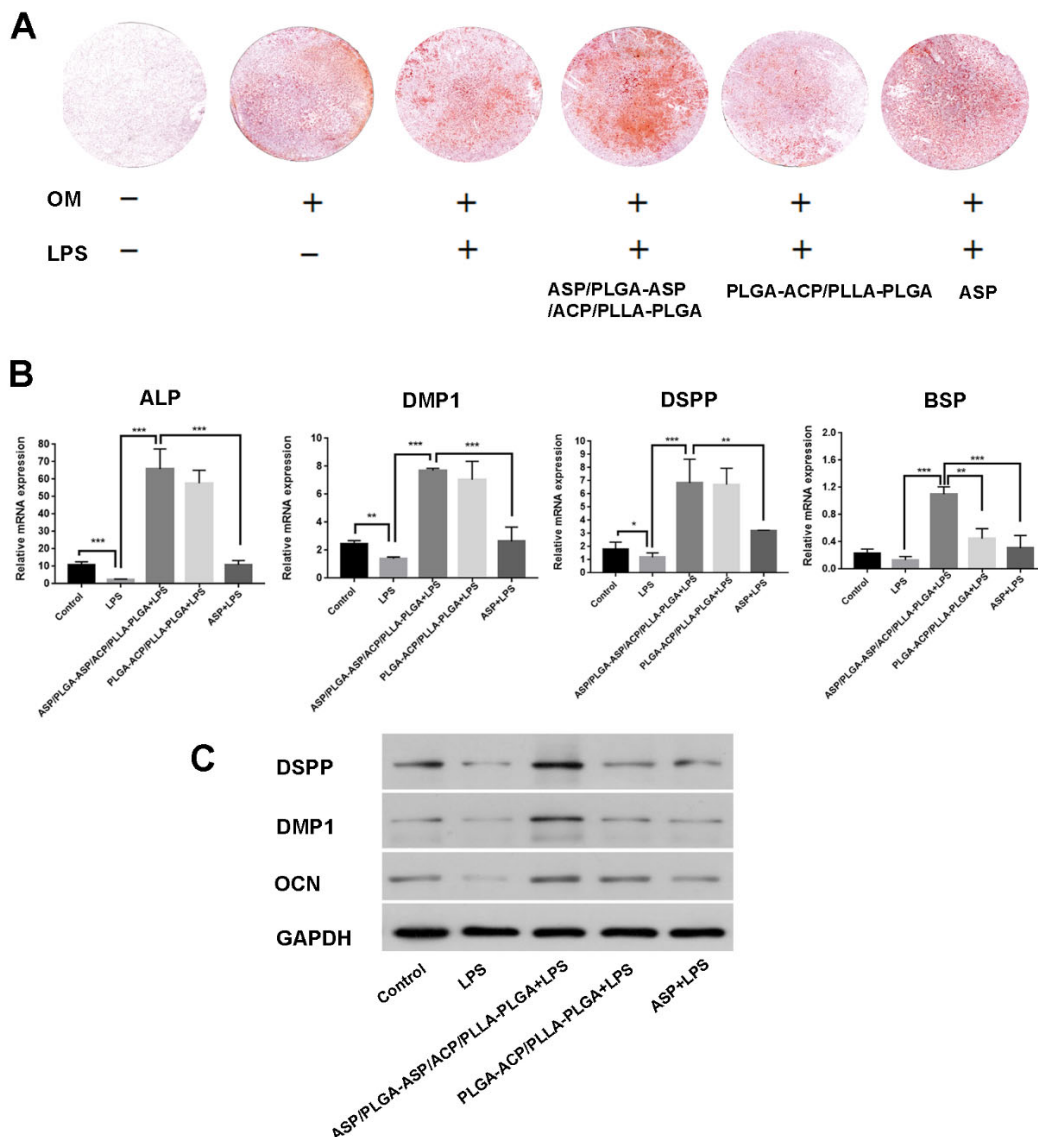 A
OM − + + + + +
LPS − − + + + +
ASP/PLGA-ASP
/ACP/PLLA-PLGA
PLGA-ACP/PLLA-PLGA
ASP
B
ALP
Relative mRNA expression
80
70
60
50
40
30
20
10
0
***
***
***
Control
LPS
ASP/PLGA-ASP/ACP/PLLA-PLGA+LPS
PLGA-ACP/PLLA-PLGA+LPS
ASP+LPS
DMP1
Relative mRNA expression
10
8
6
4
2
0
**
***
***
Control
LPS
ASP/PLGA-ASP/ACP/PLLA-PLGA+LPS
PLGA-ACP/PLLA-PLGA+LPS
ASP+LPS
DSPP
Relative mRNA expression
10
9
8
7
6
5
4
3
2
1
0
*
***
**
Control
LPS
ASP/PLGA-ASP/ACP/PLLA-PLGA+LPS
PLGA-ACP/PLLA-PLGA+LPS
ASP+LPS
BSP
Relative mRNA expression
2.0
1.6
1.2
0.8
0.4
0.0
***
**
***
Control
LPS
ASP/PLGA-ASP/ACP/PLLA-PLGA+LPS
PLGA-ACP/PLLA-PLGA+LPS
ASP+LPS
C
DSPP
DMP1
OCN
GAPDH
Control
LPS
ASP/PLGA-ASP/ACP/PLLA-PLGA+LPS
PLGA-ACP/PLLA-PLGA+LPS
ASP+LPS